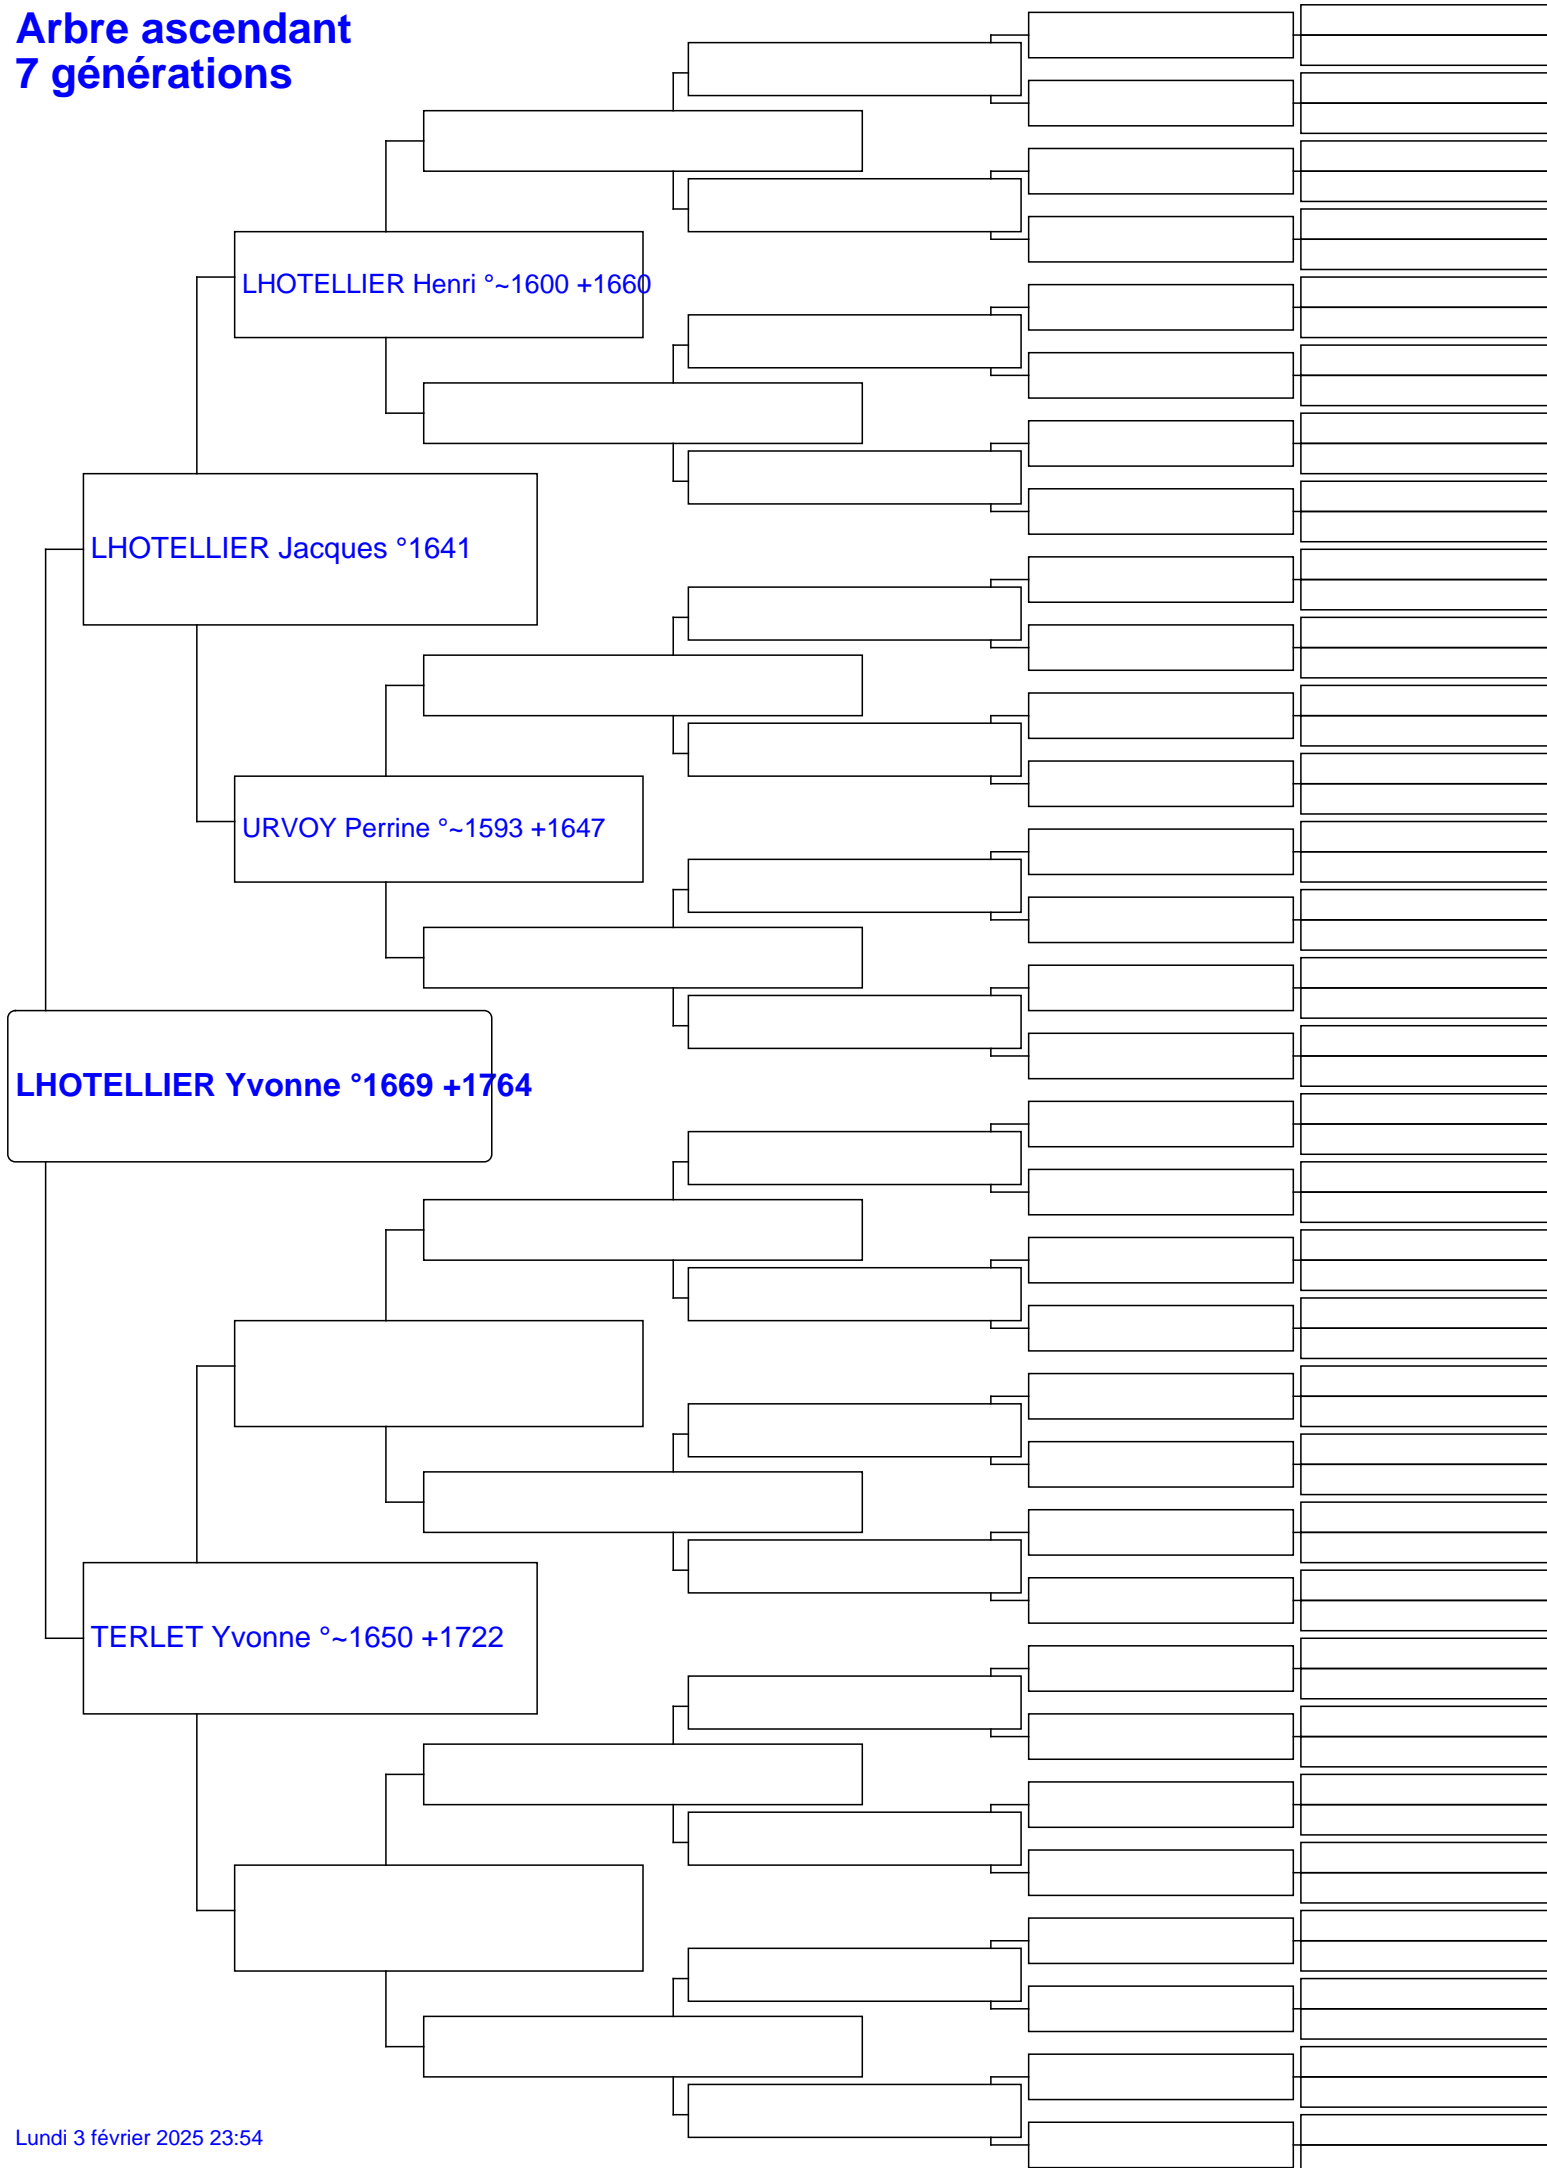 Arbre ascendant
7 générations
LHOTELLIER Henri °~1600 +1660
LHOTELLIER Jacques °1641
URVOY Perrine °~1593 +1647
LHOTELLIER Yvonne °1669 +1764
TERLET Yvonne °~1650 +1722
Lundi 3 février 2025 23:54